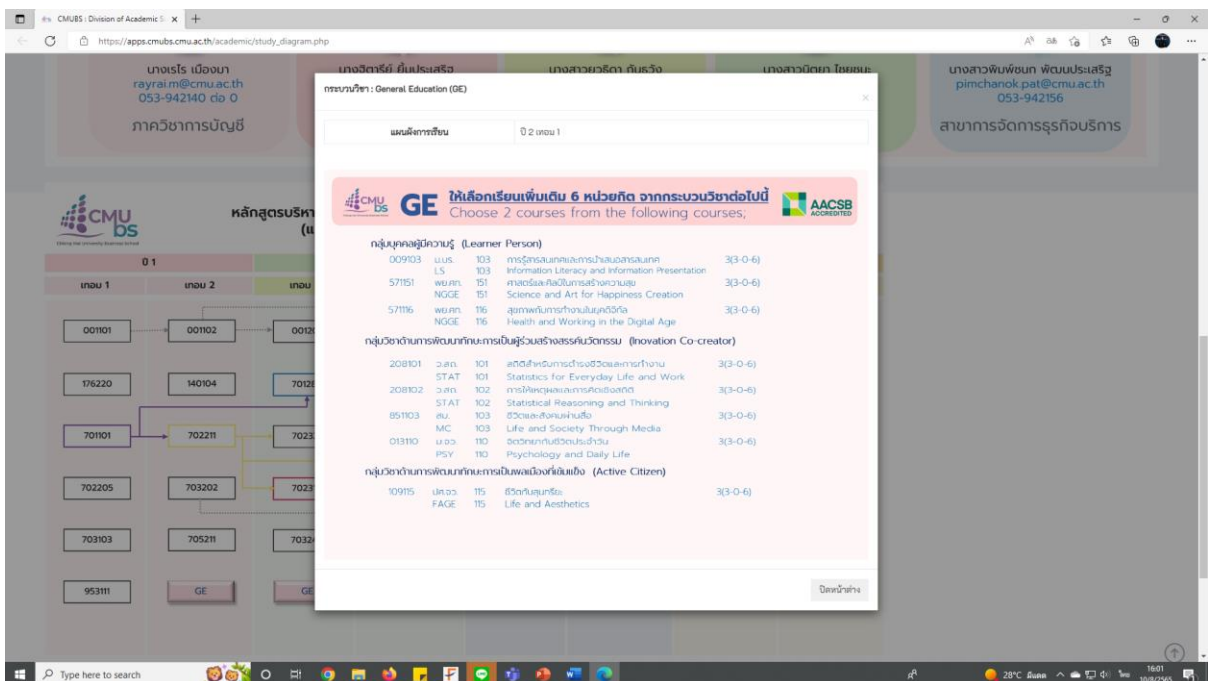 CMUBS : Division of Academic S
https://apps.cmubs.cmu.ac.th/academic/study_diagram.php
นางเรไร เมืองมา
rayrai.m@cmu.ac.th
053-942140 ต่อ 0
ภาควิชาการบัญชี
นางสาวพิมพ์ชนก พัฒนประเสริฐ
pimchanok.pat@cmu.ac.th
053-942156
สาขาการจัดการธุรกิจบริการ
กระบวนวิชา : General Education (GE)
×
แผนผังการเรียน
ปี 2 เทอม 1
CMU bs
GE
ให้เลือกเรียนเพิ่มเติม 6 หน่วยกิต จากกระบวนวิชาต่อไปนี้
Choose 2 courses from the following courses;
AACSB
ACCREDITED
กลุ่มบุคคลผู้มีความรู้ (Learner Person)
009103 ม.บร. 103 การรู้สารสนเทศและการนำเสนอสารสนเทศ 3(3-0-6)
LS 103 Information Literacy and Information Presentation
571151 พย.ศท. 151 ศาสตร์และศิลป์ในการสร้างความสุข 3(3-0-6)
NGGE 151 Science and Art for Happiness Creation
571116 พย.ศท. 116 สุขภาพกับการทำงานในยุคดิจิทัล 3(3-0-6)
NGGE 116 Health and Working in the Digital Age
กลุ่มวิชาด้านการพัฒนาทักษะการเป็นผู้ร่วมสร้างสรรค์นวัตกรรม (Inovation Co-creator)
208101 ว.สถ. 101 สถิติสำหรับการดำรงชีวิตและการทำงาน 3(3-0-6)
STAT 101 Statistics for Everyday Life and Work
208102 ว.สถ. 102 การให้เหตุผลและการคิดเชิงสถิติ 3(3-0-6)
STAT 102 Statistical Reasoning and Thinking
851103 สม. 103 ชีวิตและสังคมผ่านสื่อ 3(3-0-6)
MC 103 Life and Society Through Media
013110 ม.จว. 110 จิตวิทยากับชีวิตประจำวัน 3(3-0-6)
PSY 110 Psychology and Daily Life
กลุ่มวิชาด้านการพัฒนาทักษะการเป็นพลเมืองที่เข้มแข็ง (Active Citizen)
109115 ปศ.จว. 115 ชีวิตกับสุนทรียะ 3(3-0-6)
FAGE 115 Life and Aesthetics
ปิดหน้าต่าง
CMU bs
หลักสูตรบริหา
ปี 1
เทอม 1 เทอม 2 เทอม
001101 001102 00120
176220 140104 70128
701101 702211 7023
702205 703202 7023
703103 705211 7032
953111 GE GE
Type here to search
28°C มีเมฆ
16:01
10/8/2565